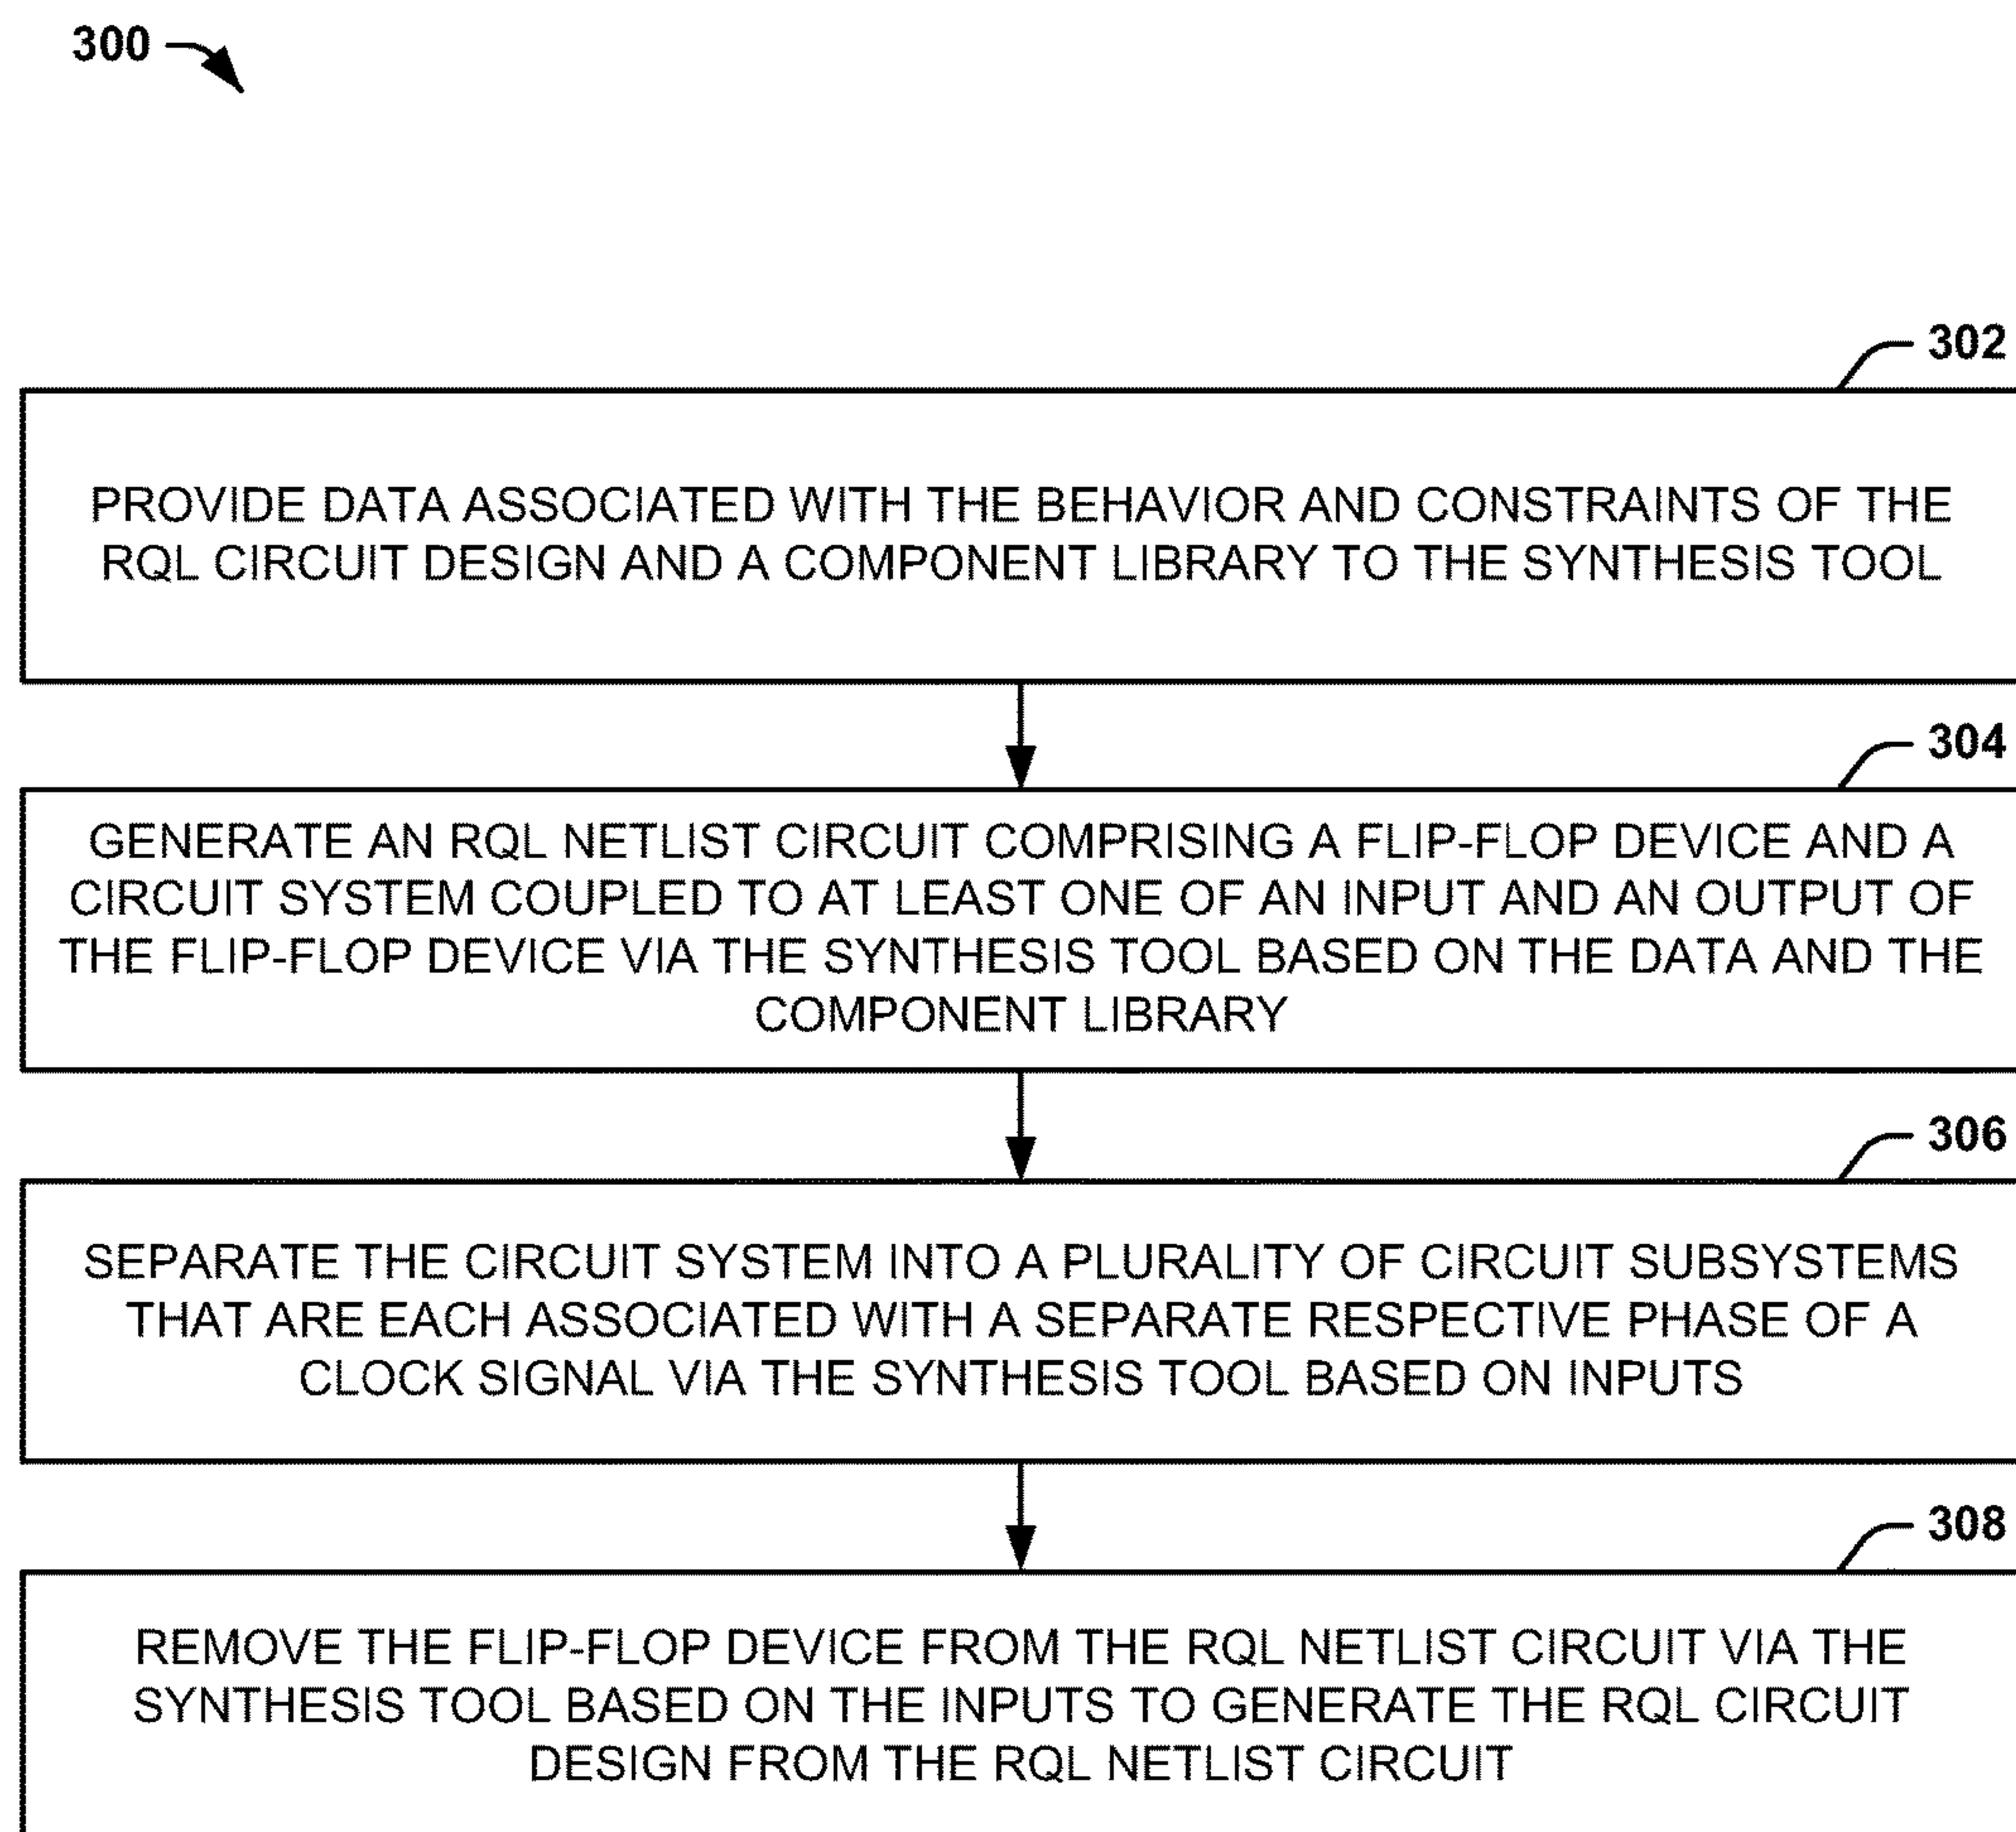 300
302
PROVIDE DATA ASSOCIATED WITH THE BEHAVIOR AND CONSTRAINTS OF THE
RQL CIRCUIT DESIGN AND A COMPONENT LIBRARY TO THE SYNTHESIS TOOL
304
GENERATE AN RQL NETLIST CIRCUIT COMPRISING A FLIP-FLOP DEVICE AND A
CIRCUIT SYSTEM COUPLED TO AT LEAST ONE OF AN INPUT AND AN OUTPUT OF
THE FLIP-FLOP DEVICE VIA THE SYNTHESIS TOOL BASED ON THE DATA AND THE
COMPONENT LIBRARY
306
SEPARATE THE CIRCUIT SYSTEM INTO A PLURALITY OF CIRCUIT SUBSYSTEMS
THAT ARE EACH ASSOCIATED WITH A SEPARATE RESPECTIVE PHASE OF A
CLOCK SIGNAL VIA THE SYNTHESIS TOOL BASED ON INPUTS
308
REMOVE THE FLIP-FLOP DEVICE FROM THE RQL NETLIST CIRCUIT VIA THE
SYNTHESIS TOOL BASED ON THE INPUTS TO GENERATE THE RQL CIRCUIT
DESIGN FROM THE RQL NETLIST CIRCUIT